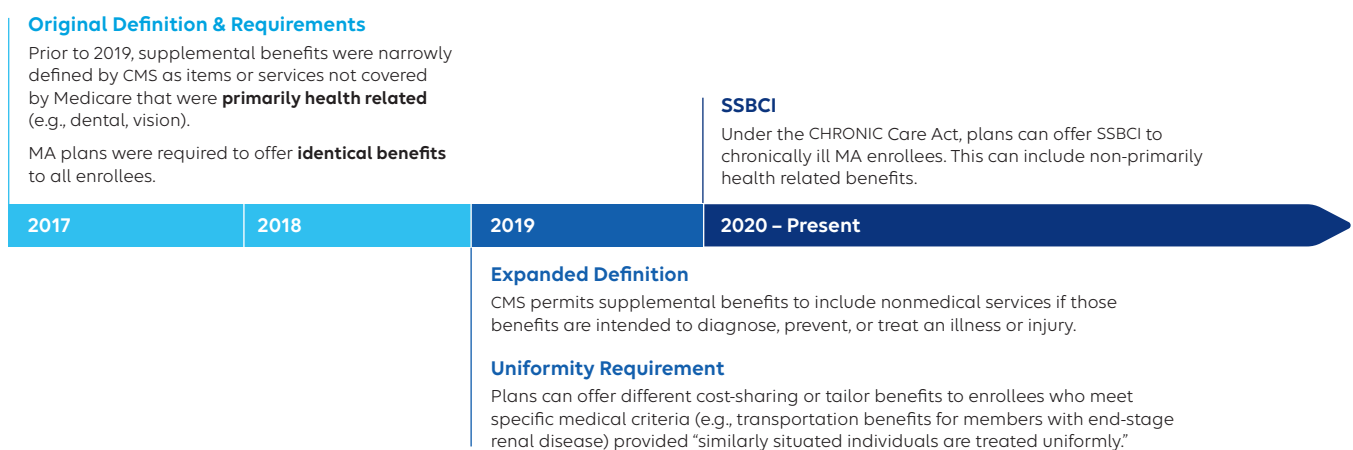 Original Definition & Requirements
Prior to 2019, supplemental benefits were narrowly
defined by CMS as items or services not covered
by Medicare that were primarily health related
(e.g., dental, vision).
MA plans were required to offer identical benefits
to all enrollees.
SSBCI
Under the CHRONIC Care Act, plans can offer SSBCI to
chronically ill MA enrollees. This can include non-primarily
health related benefits.
2017
2018
2019
2020 – Present
Expanded Definition
CMS permits supplemental benefits to include nonmedical services if those
benefits are intended to diagnose, prevent, or treat an illness or injury.
Uniformity Requirement
Plans can offer different cost-sharing or tailor benefits to enrollees who meet
specific medical criteria (e.g., transportation benefits for members with end-stage
renal disease) provided “similarly situated individuals are treated uniformly.”